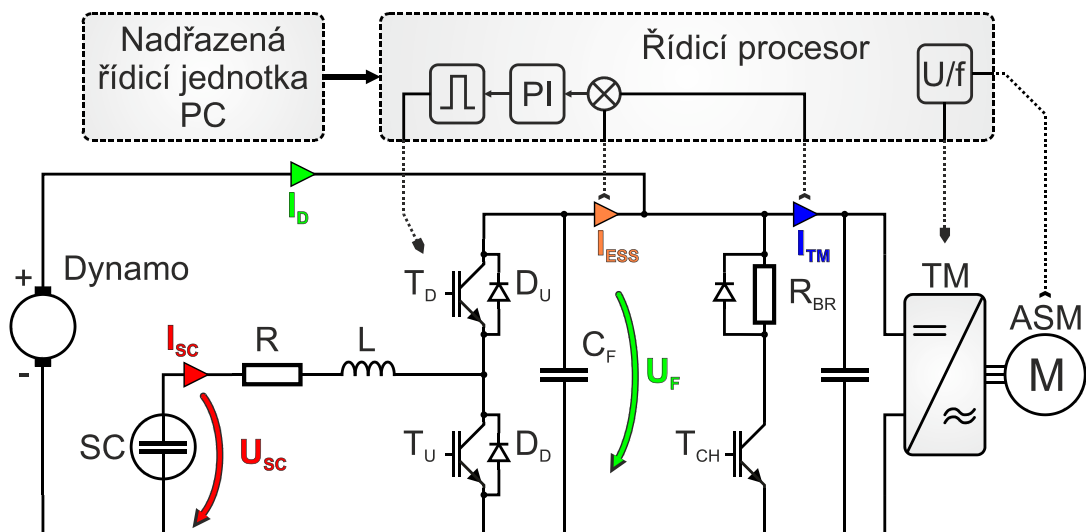 Nadřazená
řídicí jednotka
PC
Řídicí procesor
PI
U/f
I_D
I_ESS
I_TM
+
Dynamo
-
T_D
D_U
R_BR
TM
ASM
M
I_SC
R
L
C_F
U_F
SC
U_SC
T_U
D_D
T_CH